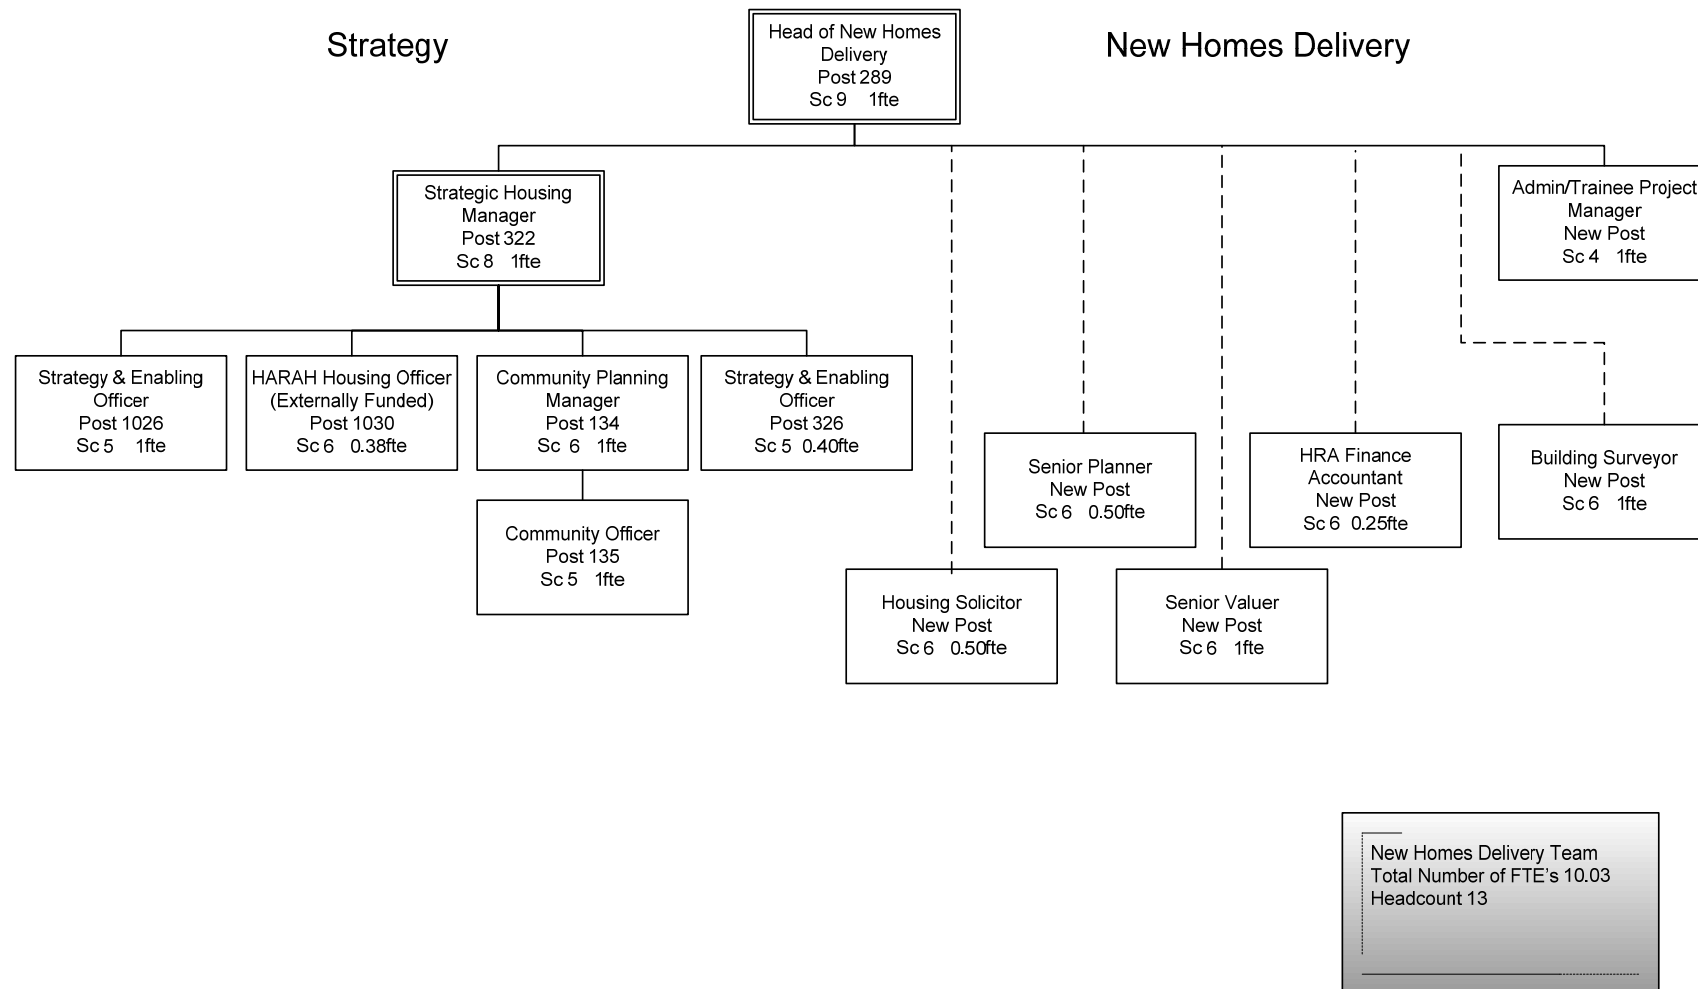 Strategy
Head of New Homes
Delivery
Post 289
Sc 9 1fte
New Homes Delivery
Strategic Housing
Manager
Post 322
Sc 8 1fte
Admin/Trainee Project
Manager
New Post
Sc 4 1fte
Strategy & Enabling
Officer
Post 1026
Sc 5 1fte
HARAH Housing Officer
(Externally Funded)
Post 1030
Sc 6 0.38fte
Community Planning
Manager
Post 134
Sc 6 1fte
Strategy & Enabling
Officer
Post 326
Sc 5 0.40fte
Senior Planner
New Post
Sc 6 0.50fte
HRA Finance
Accountant
New Post
Sc 6 0.25fte
Building Surveyor
New Post
Sc 6 1fte
Community Officer
Post 135
Sc 5 1fte
Housing Solicitor
New Post
Sc 6 0.50fte
Senior Valuer
New Post
Sc 6 1fte
New Homes Delivery Team
Total Number of FTE's 10.03
Headcount 13